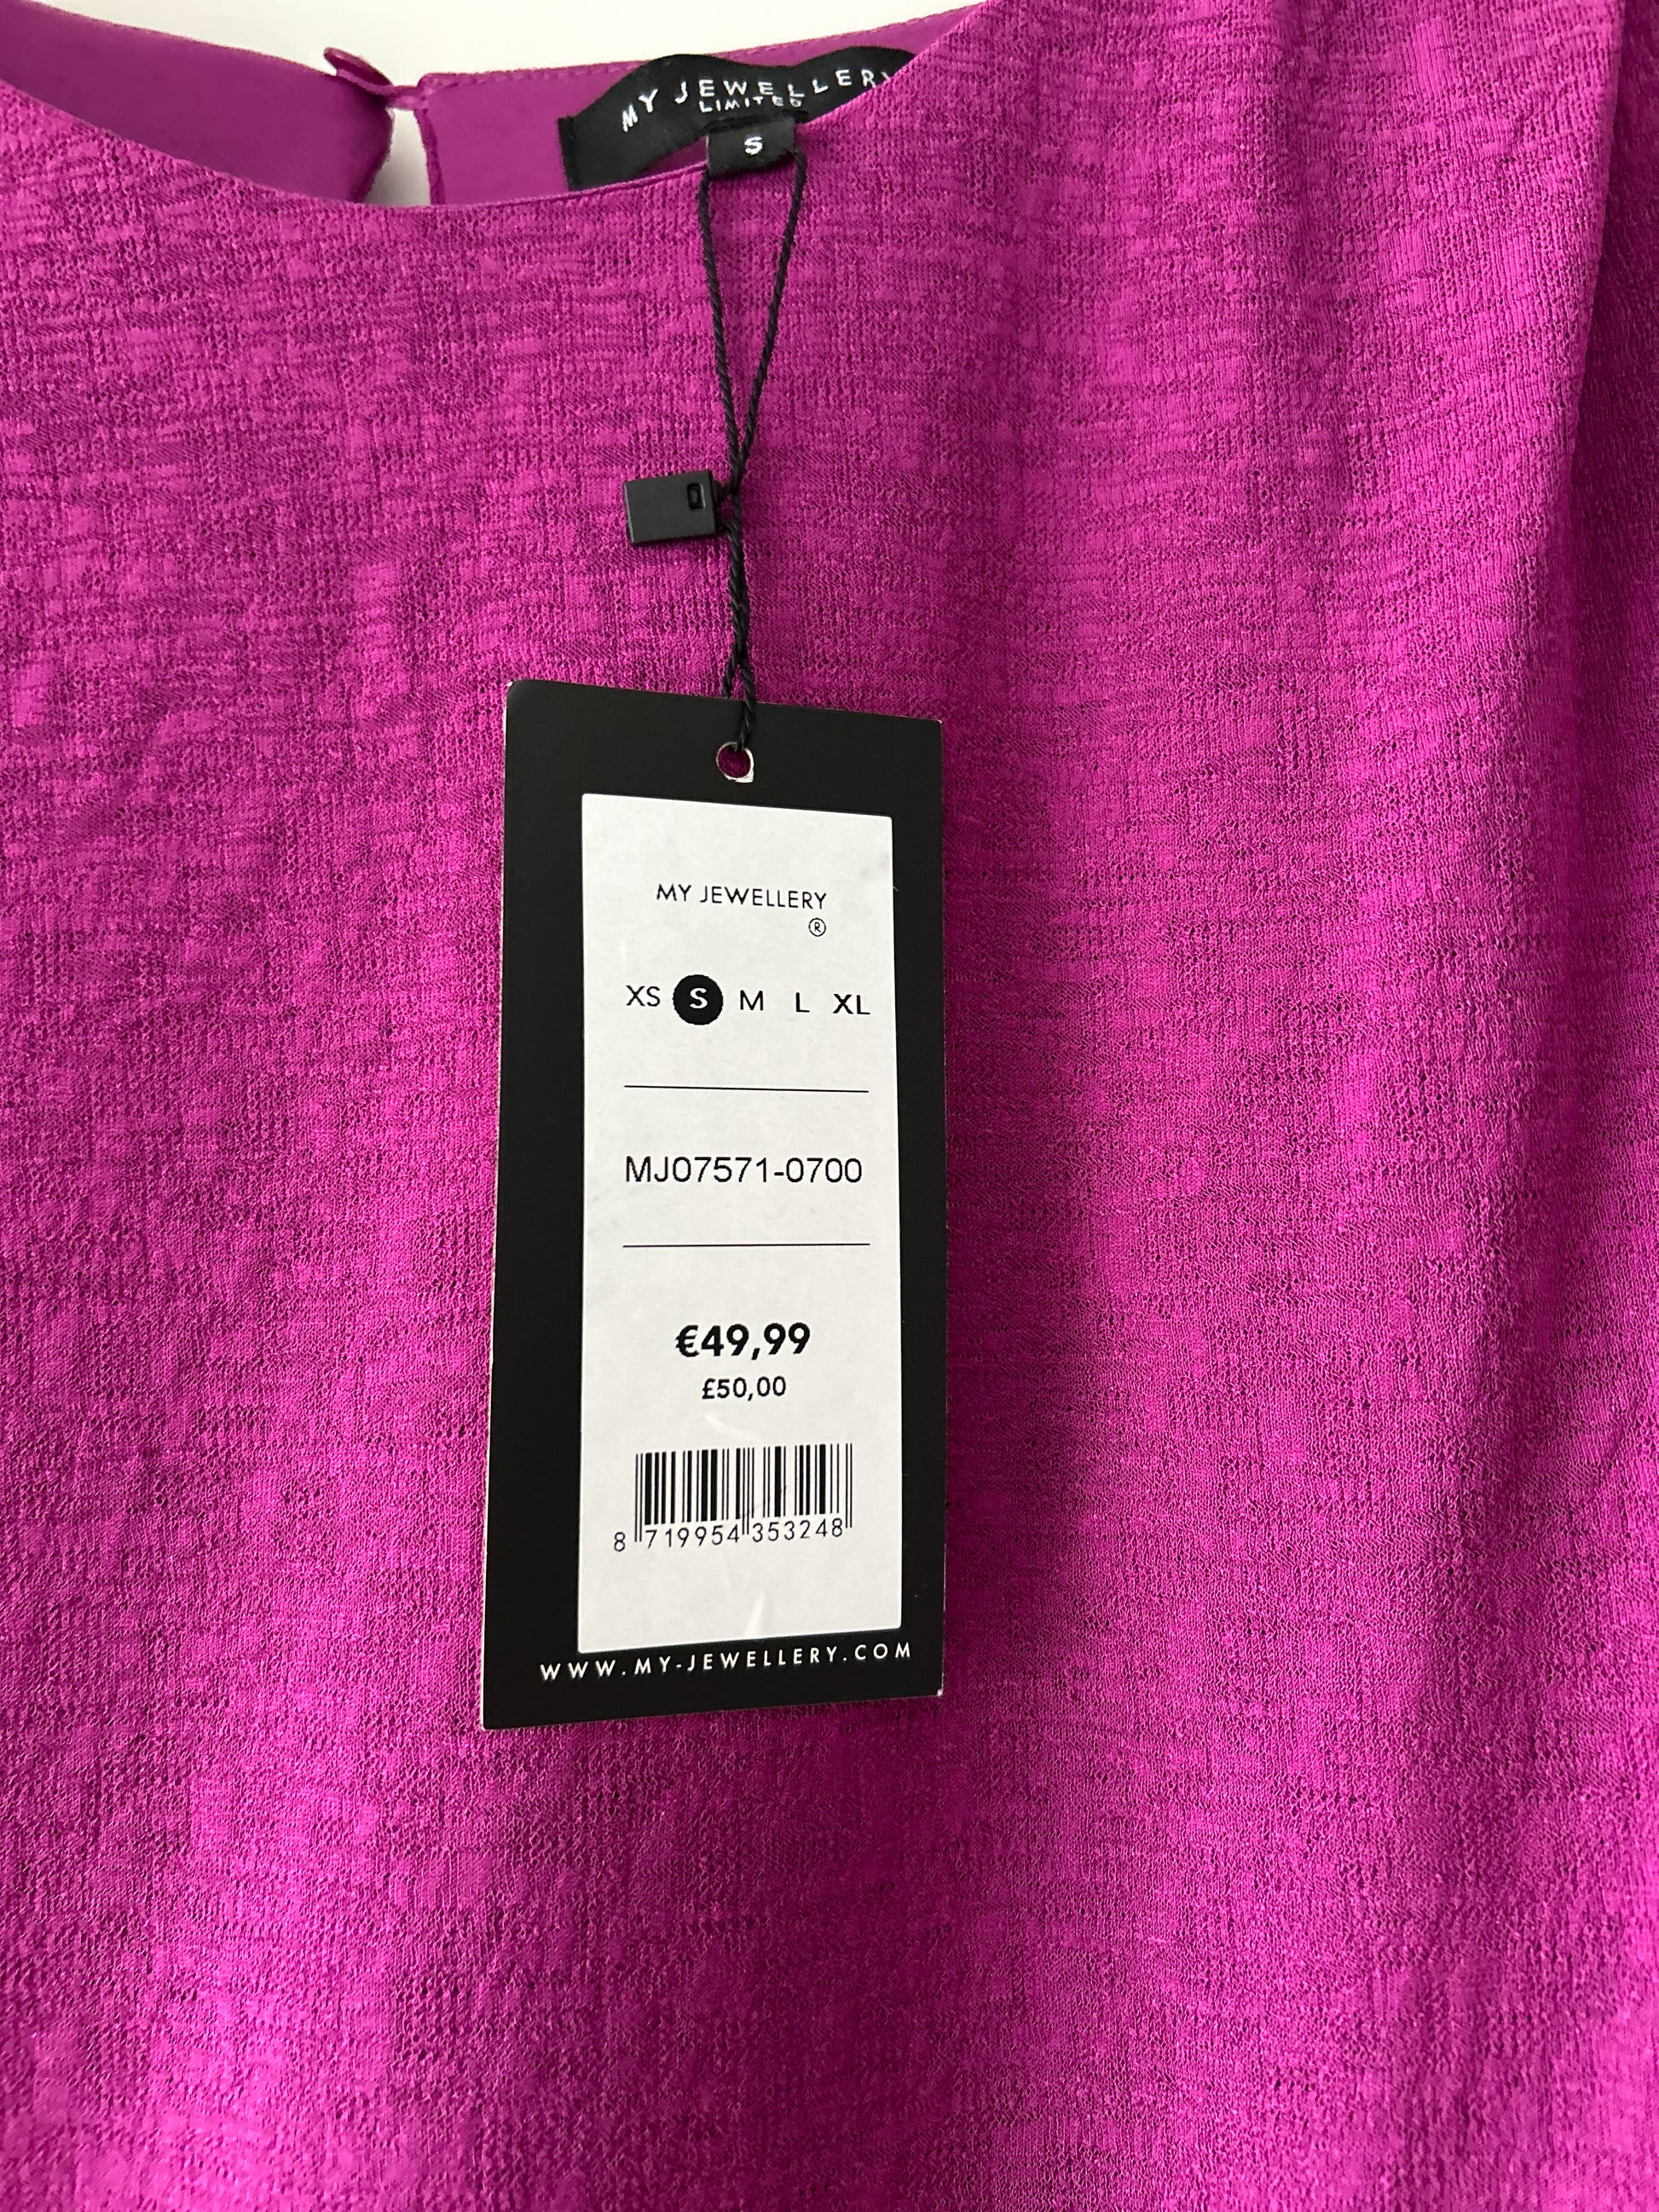 MY JEWELLERY
LIMITED
S
MY JEWELLERY
®
XS S M L XL
MJ07571-0700
€49,99
£50,00
8 719954 353248
WWW.MY-JEWELLERY.COM